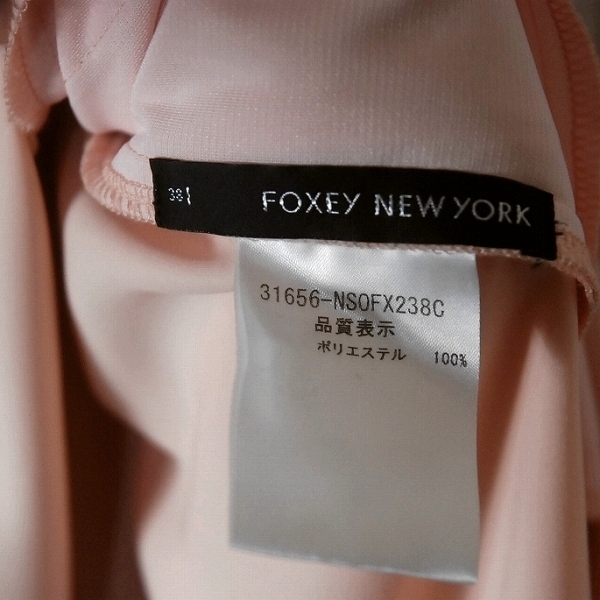 38
FOXEY NEW YORK
31656-NSOFX238C
品質表示
ポリエステル 100%